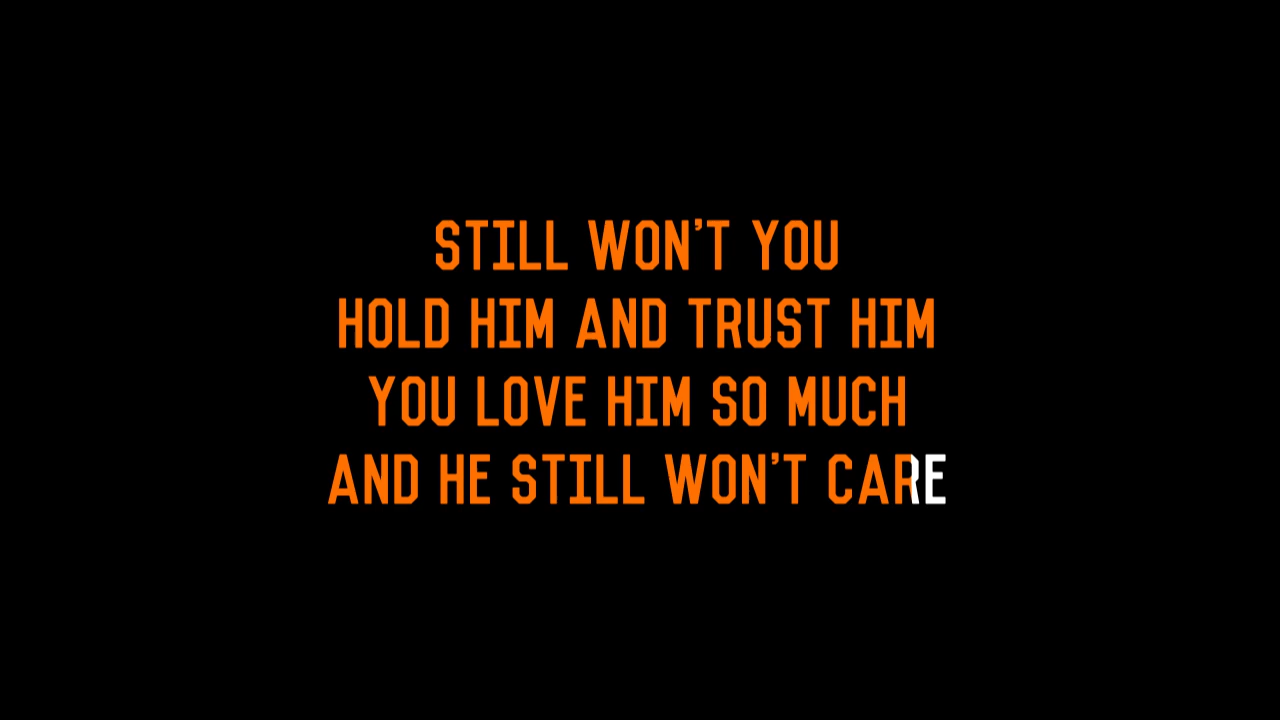 STILL WON'T YOU
HOLD HIM AND TRUST HIM
YOU LOVE HIM SO MUCH
AND HE STILL WON'T CARE